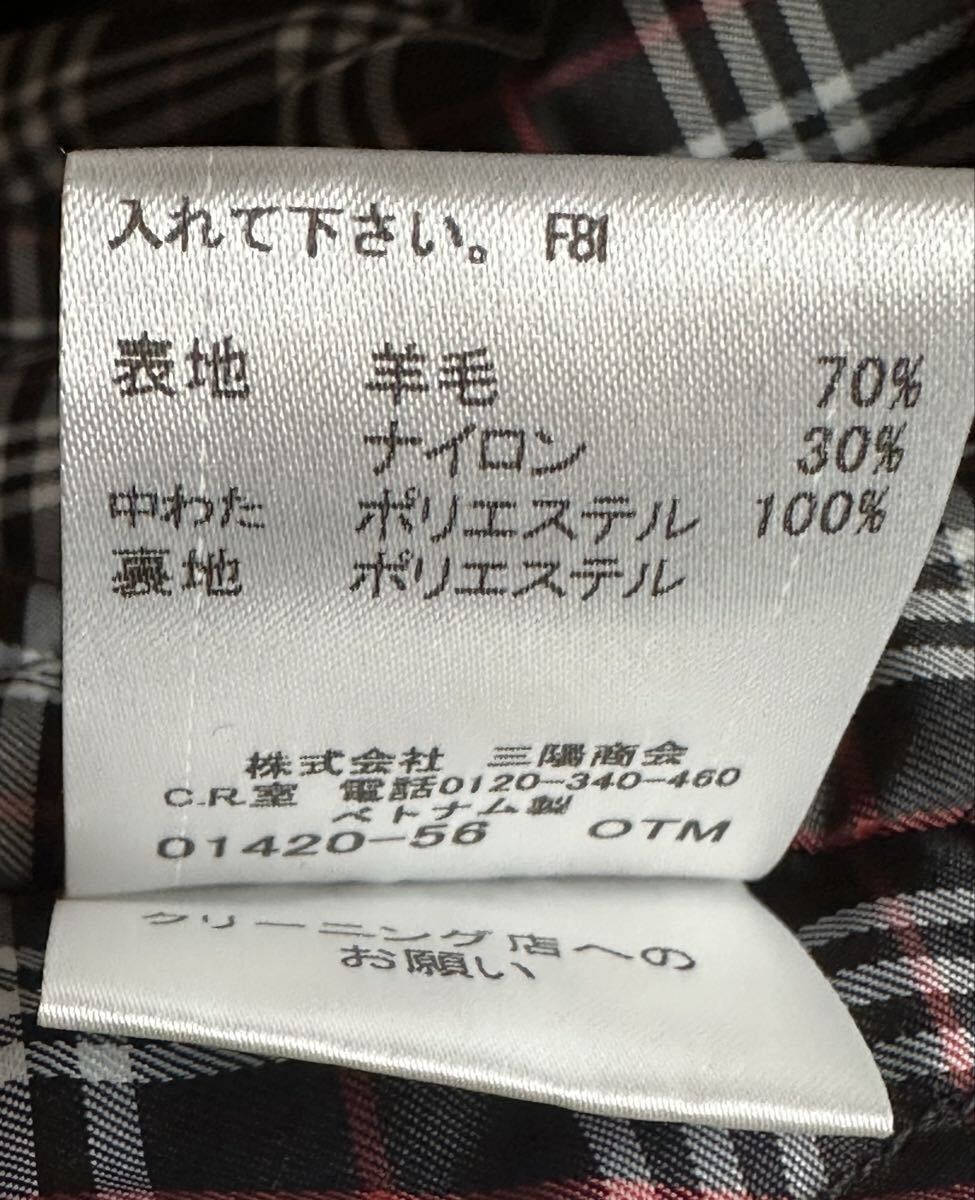 入れて下さい。 F81
表地 羊毛 70%
ナイロン 30%
中わた ポリエステル 100%
裏地 ポリエステル
株式会社 三陽商会
C.R.室 電話0120-340-460
ベトナム製
01420-56 OTM
クリーニング店への
お願い